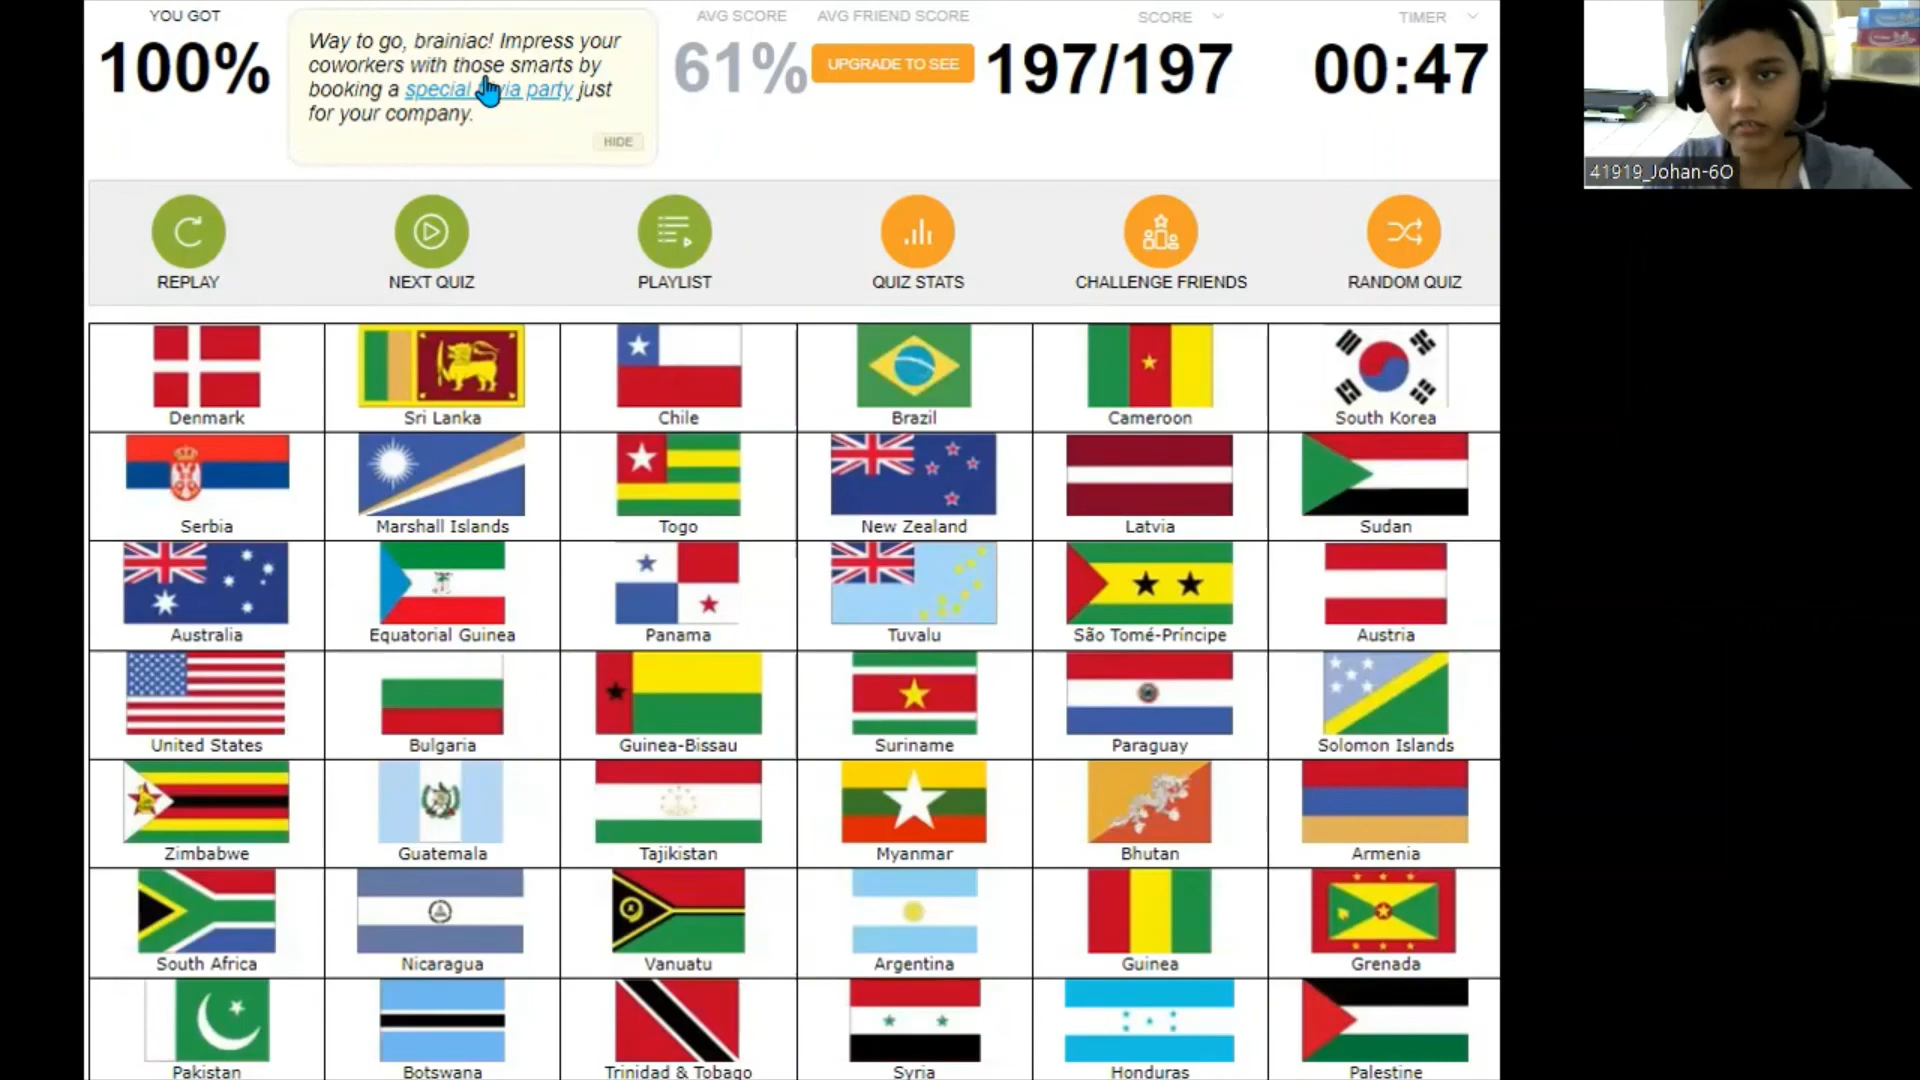 YOU GOT
100%
Way to go, brainiac! Impress your
coworkers with those smarts by
booking a special trivia party just
for your company.
HIDE
AVG SCORE
61%
AVG FRIEND SCORE
UPGRADE TO SEE
SCORE
197/197
TIMER
00:47
41919_Johan-6O
REPLAY NEXT QUIZ PLAYLIST QUIZ STATS CHALLENGE FRIENDS RANDOM QUIZ
Denmark Sri Lanka Chile Brazil Cameroon South Korea
Serbia Marshall Islands Togo New Zealand Latvia Sudan
Australia Equatorial Guinea Panama Tuvalu São Tomé-Príncipe Austria
United States Bulgaria Guinea-Bissau Suriname Paraguay Solomon Islands
Zimbabwe Guatemala Tajikistan Myanmar Bhutan Armenia
South Africa Nicaragua Vanuatu Argentina Guinea Grenada
Pakistan Botswana Trinidad & Tobago Syria Honduras Palestine